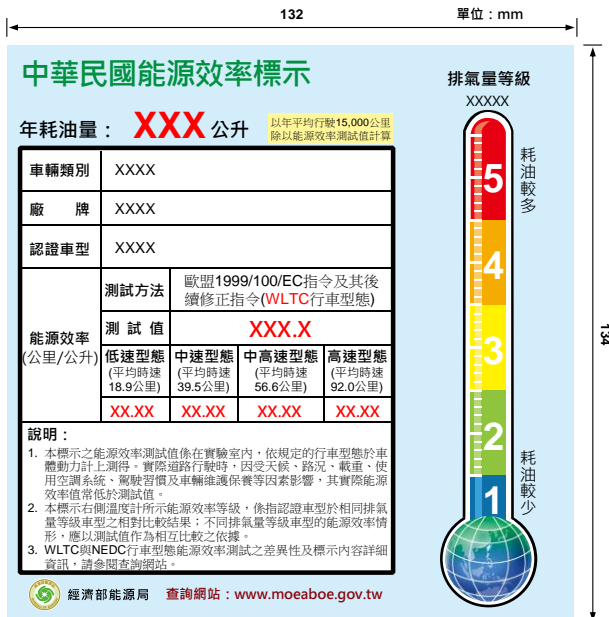 132
單位：mm
中華民國能源效率標示
年耗油量： XXX 公升
以年平均行駛15,000公里
除以能源效率測試值計算
車輛類別 XXXX
廠 牌 XXXX
認證車型 XXXX
能源效率
(公里/公升)
測試方法
歐盟1999/100/EC指令及其後
續修正指令(WLTC行車型態)
測 試 值 XXX.X
低速型態 中速型態 中高速型態 高速型態
(平均時速 (平均時速 (平均時速 (平均時速
18.9公里) 39.5公里) 56.6公里) 92.0公里)
XX.XX XX.XX XX.XX XX.XX
說明：
1. 本標示之能源效率測試值係在實驗室內，依規定的行車型態於車
體動力計上測得。實際道路行駛時，因受天候、路況、載重、使
用空調系統、駕駛習慣及車輛維護保養等因素影響，其實際能源
效率值常低於測試值。
2. 本標示右側溫度計所示能源效率等級，係指認證車型於相同排氣
量等級車型之相對比較結果；不同排氣量等級車型的能源效率情
形，應以測試值作為相互比較之依據。
3. WLTC與NEDC行車型態能源效率測試之差異性及標示內容詳細
資訊，請參閱查詢網站。
經濟部能源局 查詢網站：www.moeaboe.gov.tw
排氣量等級
XXXXX
5
4
3
2
1
耗油較多
耗油較少
134